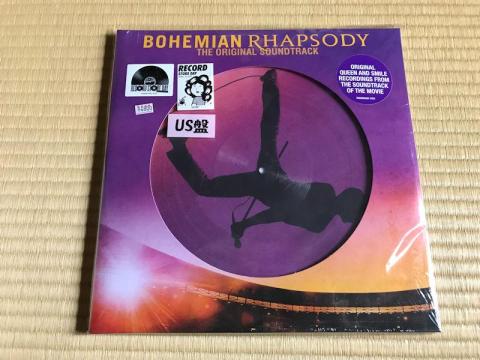 BOHEMIAN RHAPSODY
THE ORIGINAL SOUNDTRACK
RECORD
STORE DAY
US盤
ORIGINAL
QUEEN AND SMILE
RECORDINGS FROM
THE SOUNDTRACK
OF THE MOVIE